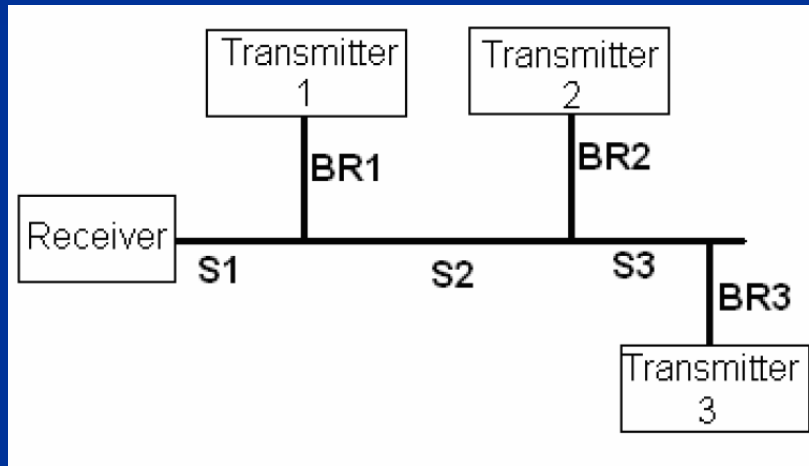 Transmitter
1
Transmitter
2
BR1
BR2
Receiver
S1
S2
S3
BR3
Transmitter
3